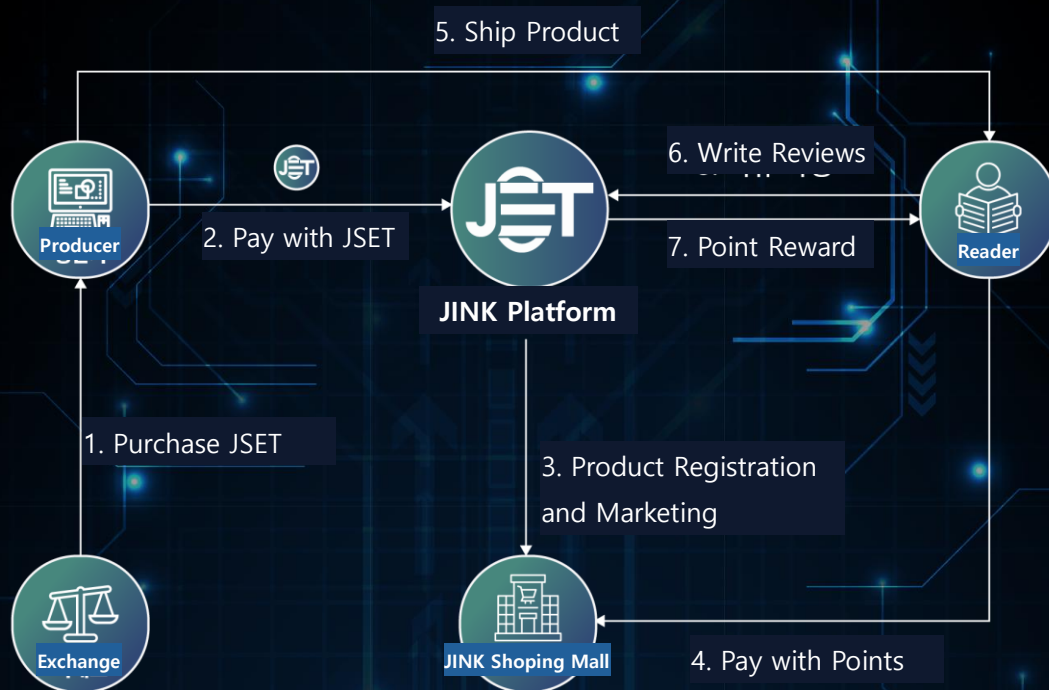 5. Ship Product
6. Write Reviews
JSET
JSET
Producer
2. Pay with JSET
7. Point Reward
Reader
JINK Platform
1. Purchase JSET
3. Product Registration
and Marketing
Exchange
JINK Shoping Mall
4. Pay with Points